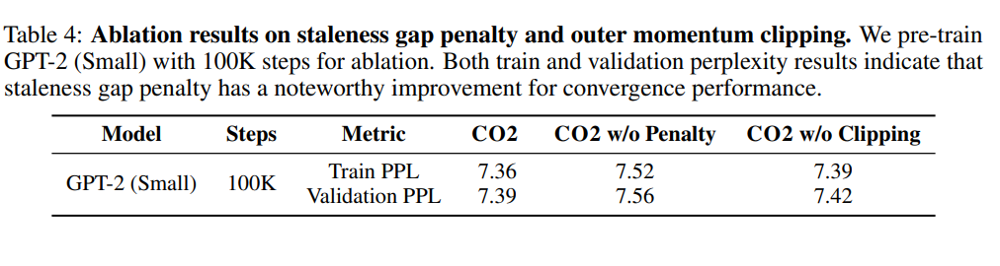 Table 4: Ablation results on staleness gap penalty and outer momentum clipping. We pre-train
GPT-2 (Small) with 100K steps for ablation. Both train and validation perplexity results indicate that
staleness gap penalty has a noteworthy improvement for convergence performance.
Model Steps Metric CO2 CO2 w/o Penalty CO2 w/o Clipping
GPT-2 (Small) 100K Train PPL 7.36 7.52 7.39
Validation PPL 7.39 7.56 7.42